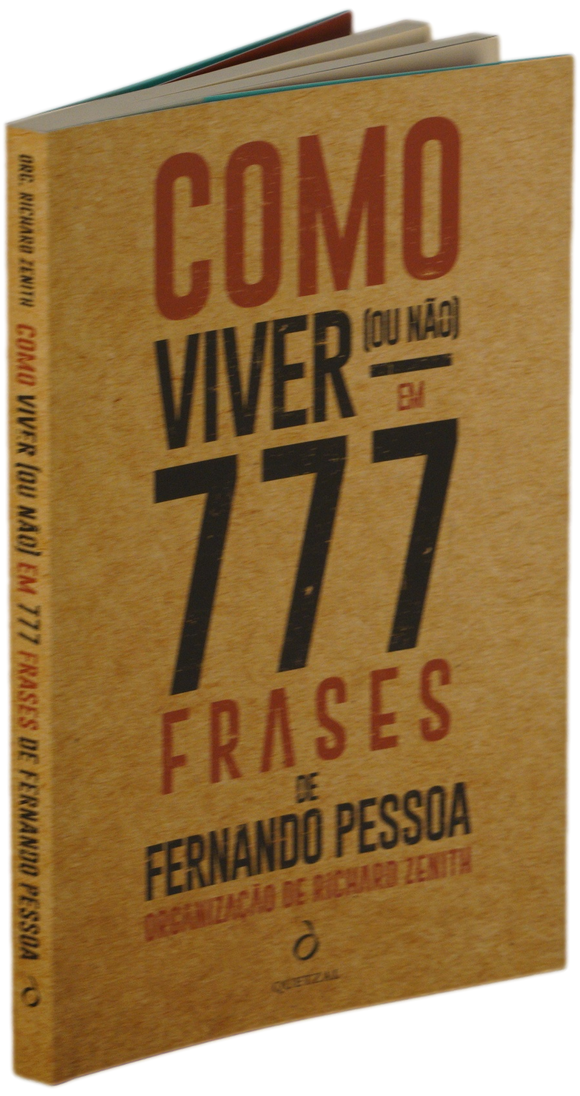 COMO
VIVER (OU NÃO)
EM
777
FRASES
DE
FERNANDO PESSOA
ORGANIZAÇÃO DE RICHARD ZENITH
QUETZAL
ORG. RICHARD ZENITH COMO VIVER (OU NÃO) EM 777 FRASES DE FERNANDO PESSOA